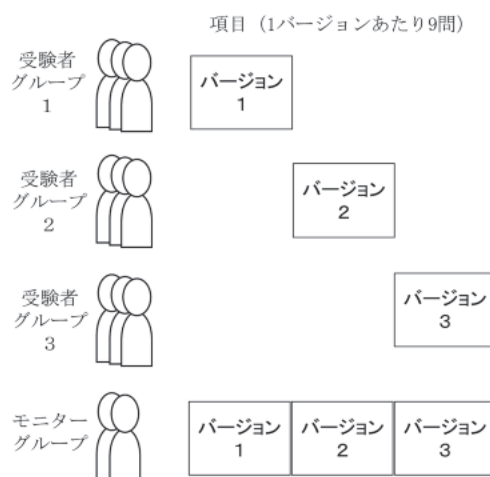 項目（1バージョンあたり9問）
受験者
グループ
1
バージョン
1
受験者
グループ
2
バージョン
2
受験者
グループ
3
バージョン
3
モニター
グループ
バージョン
1
バージョン
2
バージョン
3